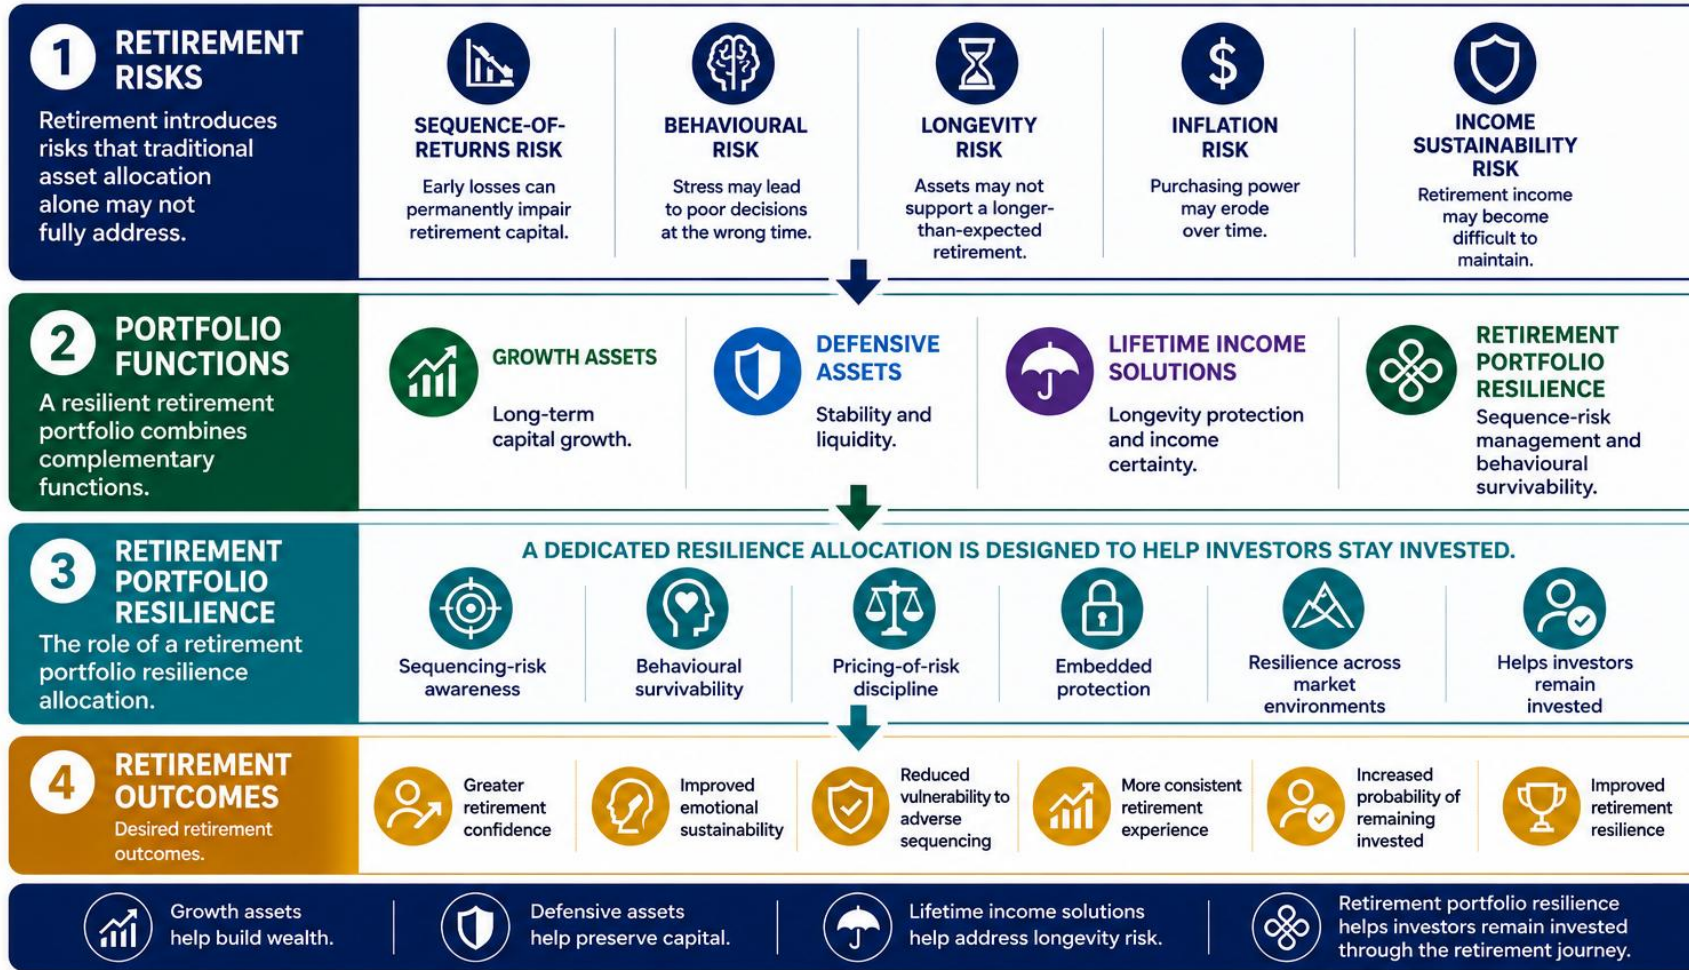 1
RETIREMENT
RISKS
Retirement introduces
risks that traditional
asset allocation
alone may not
fully address.
SEQUENCE-OF-
RETURNS RISK
Early losses can
permanently impair
retirement capital.
BEHAVIOURAL
RISK
Stress may lead
to poor decisions
at the wrong time.
LONGEVITY
RISK
Assets may not
support a longer-
than-expected
retirement.
$
INFLATION
RISK
Purchasing power
may erode
over time.
INCOME
SUSTAINABILITY
RISK
Retirement income
may become
difficult to
maintain.
2
PORTFOLIO
FUNCTIONS
A resilient retirement
portfolio combines
complementary
functions.
GROWTH ASSETS
Long-term
capital growth.
DEFENSIVE
ASSETS
Stability and
liquidity.
LIFETIME INCOME
SOLUTIONS
Longevity protection
and income
certainty.
RETIREMENT
PORTFOLIO
RESILIENCE
Sequence-risk
management and
behavioural
survivability.
3
RETIREMENT
PORTFOLIO
RESILIENCE
The role of a retirement
portfolio resilience
allocation.
A DEDICATED RESILIENCE ALLOCATION IS DESIGNED TO HELP INVESTORS STAY INVESTED.
Sequencing-risk
awareness
Behavioural
survivability
Pricing-of-risk
discipline
Embedded
protection
Resilience across
market
environments
Helps investors
remain
invested
4
RETIREMENT
OUTCOMES
Desired retirement
outcomes.
Greater
retirement
confidence
Improved
emotional
sustainability
Reduced
vulnerability to
adverse
sequencing
More consistent
retirement
experience
Increased
probability of
remaining
invested
Improved
retirement
resilience
Growth assets
help build wealth.
Defensive assets
help preserve capital.
Lifetime income solutions
help address longevity risk.
Retirement portfolio resilience
helps investors remain invested
through the retirement journey.